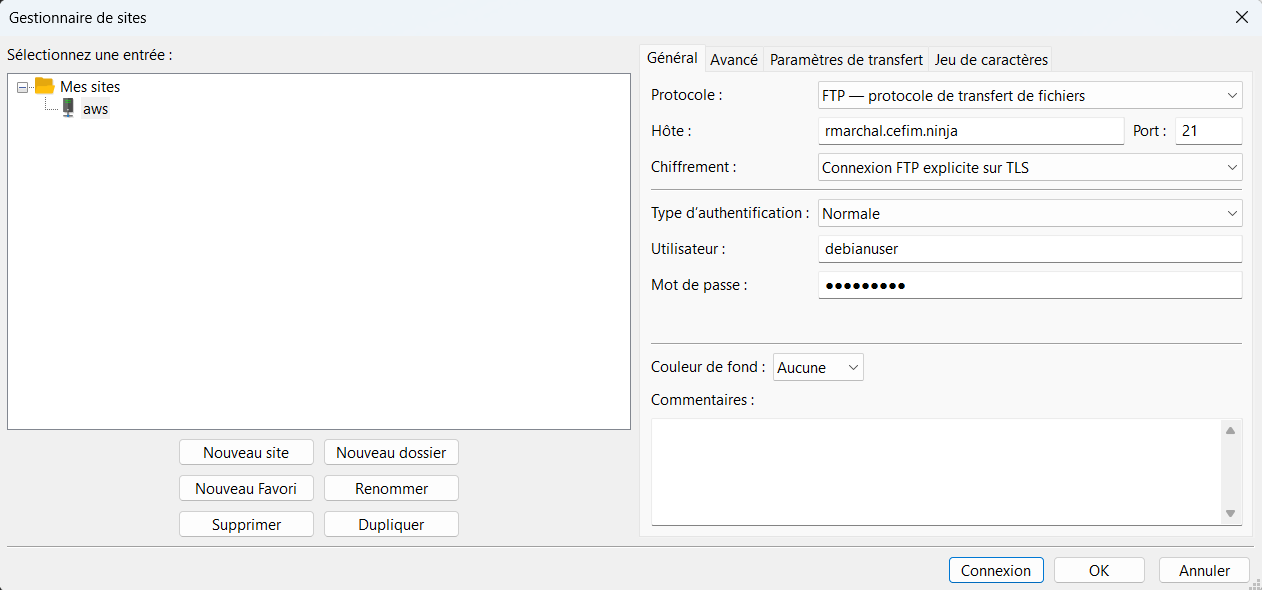 Gestionnaire de sites
Sélectionnez une entrée :
Mes sites
aws
Nouveau site
Nouveau dossier
Nouveau Favori
Renommer
Supprimer
Dupliquer
Général
Avancé
Paramètres de transfert
Jeu de caractères
Protocole :
FTP — protocole de transfert de fichiers
Hôte :
rmarchal.cefim.ninja
Port :
21
Chiffrement :
Connexion FTP explicite sur TLS
Type d’authentification :
Normale
Utilisateur :
debianuser
Mot de passe :
●●●●●●●●●
Couleur de fond :
Aucune
Commentaires :
Connexion
OK
Annuler